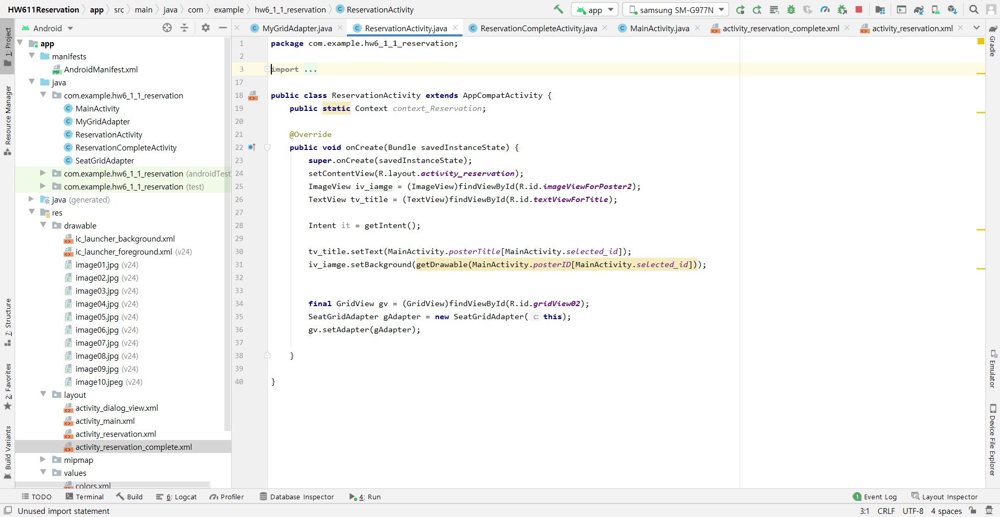 HW611Reservation app src main java com example hw6_1_1_reservation ReservationActivity app samsung SM-G977N
Android MyGridAdapter.java ReservationActivity.java ReservationCompleteActivity.java MainActivity.java activity_reservation_complete.xml activity_reservation.xml
1: Project
Resource Manager
7: Structure
2: Favorites
Build Variants
app
manifests
AndroidManifest.xml
java
com.example.hw6_1_1_reservation
MainActivity
MyGridAdapter
ReservationActivity
ReservationCompleteActivity
SeatGridAdapter
com.example.hw6_1_1_reservation (androidTest
com.example.hw6_1_1_reservation (test)
java (generated)
res
drawable
ic_launcher_background.xml
ic_launcher_foreground.xml (v24)
image01.jpg (v24)
image02.jpg (v24)
image03.jpg (v24)
image04.jpg (v24)
image05.jpg (v24)
image06.jpg (v24)
image07.jpg (v24)
image08.jpg (v24)
image09.jpg (v24)
image10.jpeg (v24)
layout
activity_dialog_view.xml
activity_main.xml
activity_reservation.xml
activity_reservation_complete.xml
mipmap
values
colors.xml
1 package com.example.hw6_1_1_reservation;
2
3 import ...
17
18 public class ReservationActivity extends AppCompatActivity {
19 public static Context context_Reservation;
20
21 @Override
22 public void onCreate(Bundle savedInstanceState) {
23 super.onCreate(savedInstanceState);
24 setContentView(R.layout.activity_reservation);
25 ImageView iv_iamge = (ImageView)findViewById(R.id.imageViewForPoster2);
26 TextView tv_title = (TextView)findViewById(R.id.textViewForTitle);
27
28 Intent it = getIntent();
29
30 tv_title.setText(MainActivity.posterTitle[MainActivity.selected_id]);
31 iv_iamge.setBackground(getDrawable(MainActivity.posterID[MainActivity.selected_id]));
32
33
34 final GridView gv = (GridView)findViewById(R.id.gridView02);
35 SeatGridAdapter gAdapter = new SeatGridAdapter( c: this);
36 gv.setAdapter(gAdapter);
37
38 }
39
40 }
Gradle
Emulator
Device File Explorer
TODO Terminal Build 6: Logcat Profiler Database Inspector 4: Run 1 Event Log Layout Inspector
Unused import statement 3:1 CRLF UTF-8 4 spaces